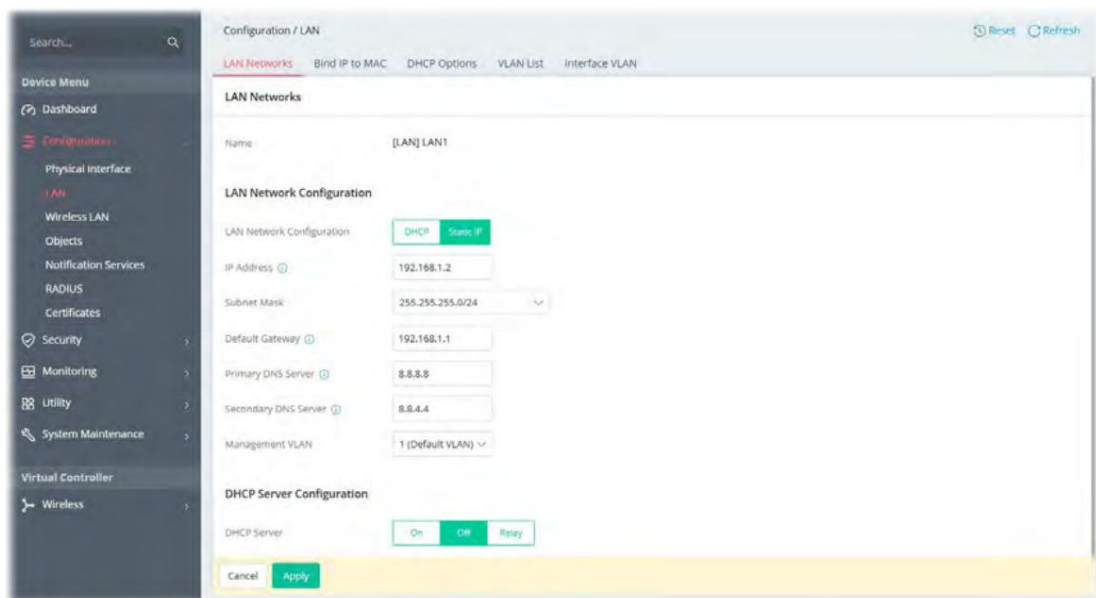 Search...
Device Menu
Dashboard
Configuration
Physical Interface
LAN
Wireless LAN
Objects
Notification Services
RADIUS
Certificates
Security
Monitoring
Utility
System Maintenance
Virtual Controller
Wireless
Configuration / LAN
Reset Refresh
LAN Networks Bind IP to MAC DHCP Options VLAN List Interface VLAN
LAN Networks
Name [LAN] LAN1
LAN Network Configuration
LAN Network Configuration DHCP Static IP
IP Address 192.168.1.2
Subnet Mask 255.255.255.0/24
Default Gateway 192.168.1.1
Primary DNS Server 8.8.8.8
Secondary DNS Server 8.8.4.4
Management VLAN 1 (Default VLAN)
DHCP Server Configuration
DHCP Server On Off Relay
Cancel Apply